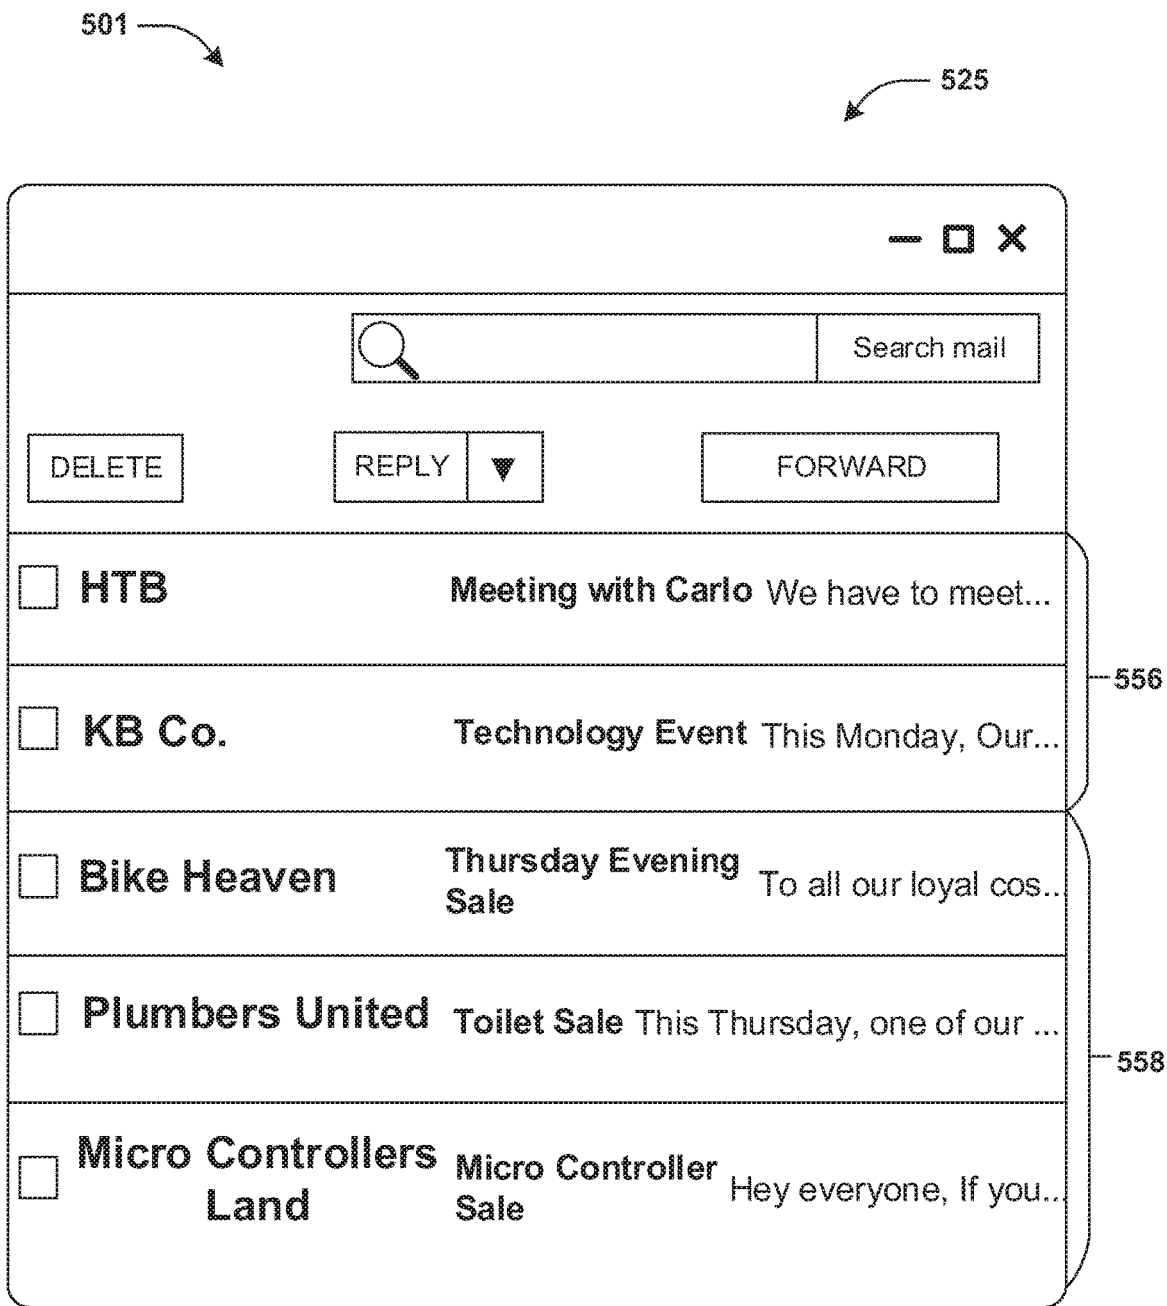 501
525
Search mail
DELETE
REPLY
FORWARD
HTB
Meeting with Carlo
We have to meet...
556
KB Co.
Technology Event
This Monday, Our...
Bike Heaven
Thursday Evening
Sale
To all our loyal cos...
Plumbers United
Toilet Sale
This Thursday, one of our ...
558
Micro Controllers
Land
Micro Controller
Sale
Hey everyone, If you...